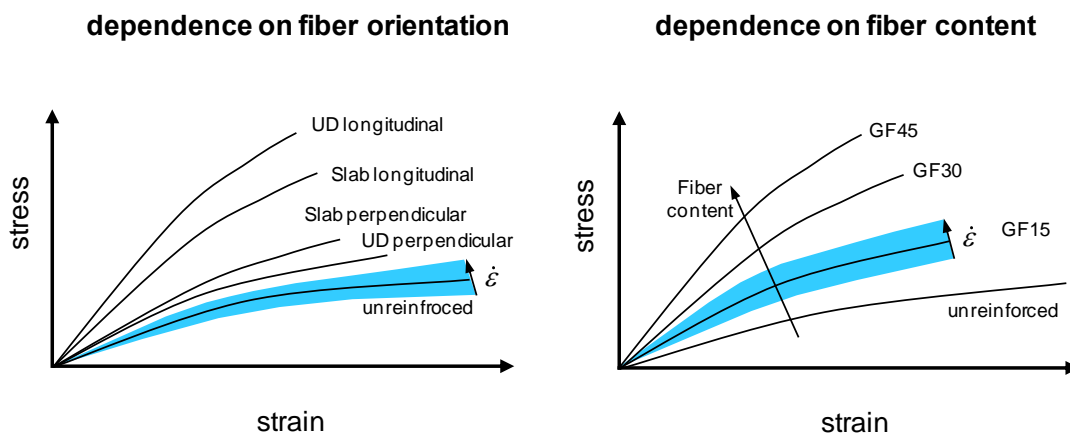 dependence on fiber orientation
stress
UD longitudinal
Slab longitudinal
Slab perpendicular
UD perpendicular
ε̇
unreinfroced
strain
dependence on fiber content
stress
GF45
GF30
Fiber
content
ε̇
GF15
unreinforced
strain